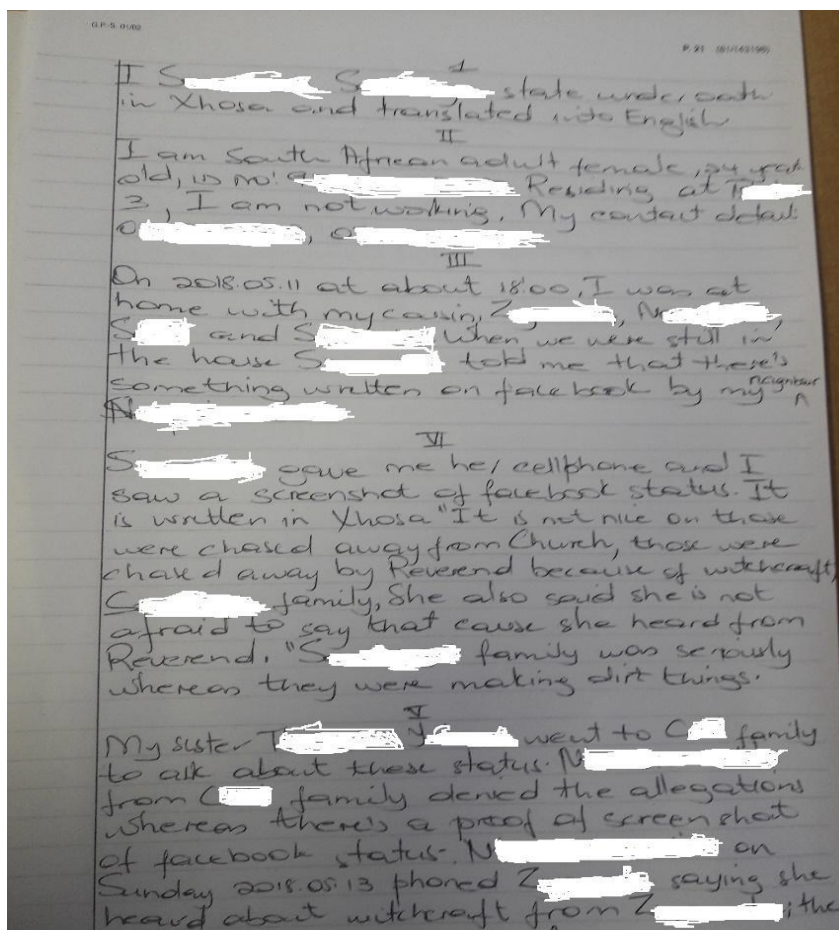 G.P.-S. 01/02
P. 21 (81/163196)
1
I S S state under oath
in Xhosa and translated into English
II
I am South African adult female, 24 year
old, is no: Residing at
3, I am not working, My contact detail
0 , 0
III
On 2018.05.11 at about 18:00, I was at
home with my cousin, Z , N ,
S and S When we were still in
the house S told me that there's
something written on facebook by my neighbour
N
VI
S gave me her cellphone and I
saw a screenshot of facebook status. It
is written in Xhosa "It is not nice on those
were chased away from Church, those were
chased away by Reverend because of witchcraft,
family, She also said she is not
afraid to say that cause she heard from
Reverend. "S family was seriously
whereas they were making dirt things.
V
My sister T Y went to C family
to ask about these status. N
from C family denied the allegations
whereas there's a proof of screenshot
of facebook status. N on
Sunday 2018.05.13 phoned Z saying she
heard about witchcraft from Z ; the